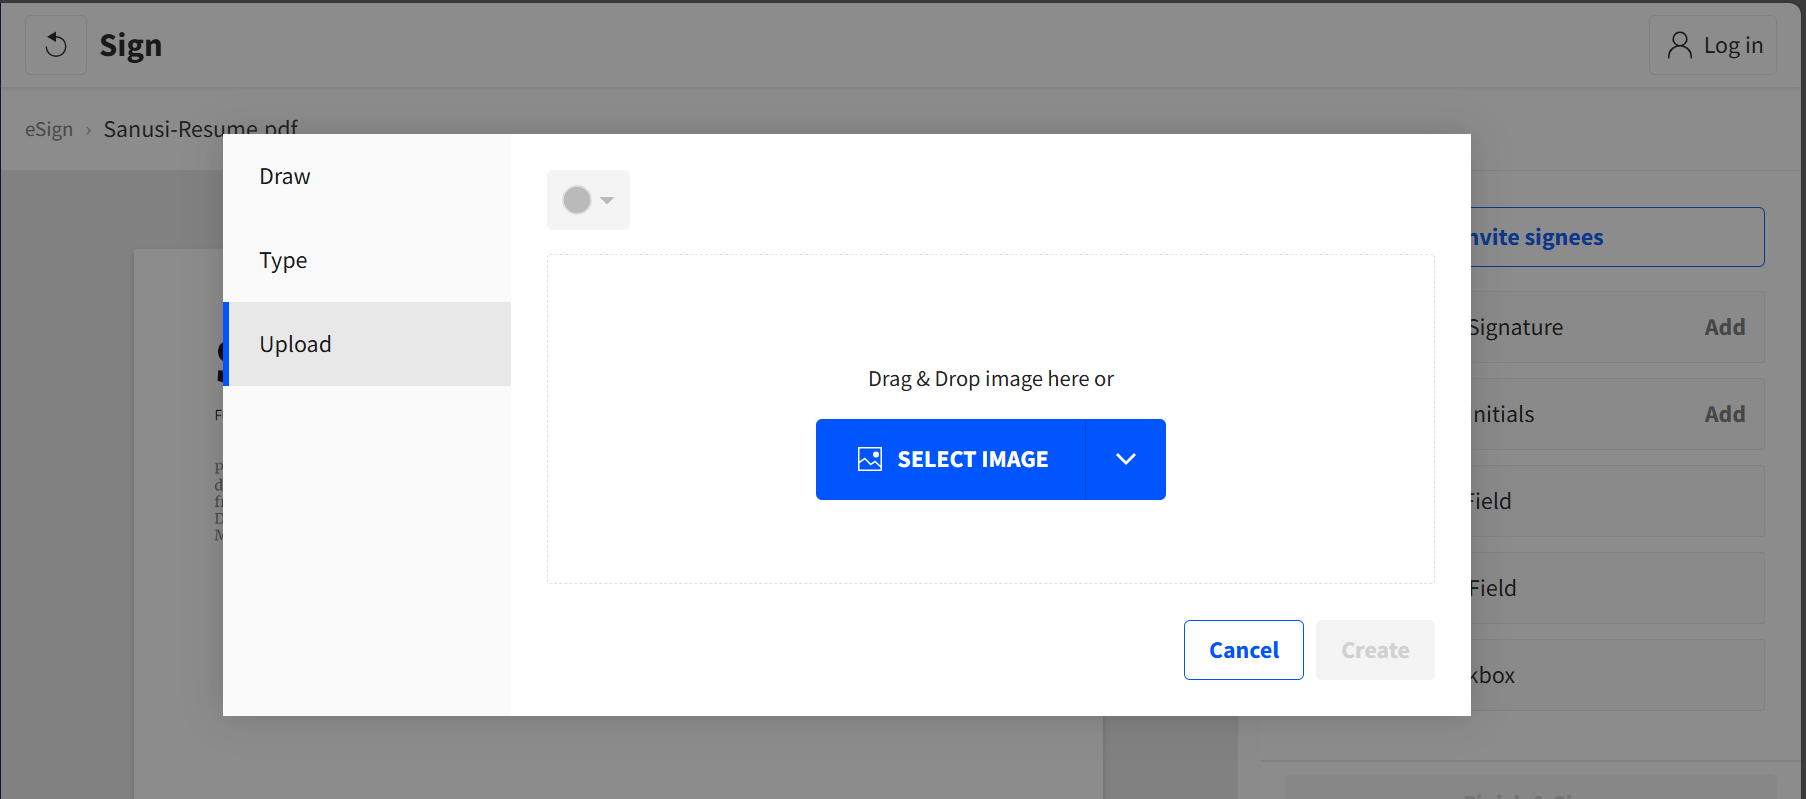 Sign
Log in
eSign › Sanusi-Resume.pdf
Draw
Type
Upload
Drag & Drop image here or
SELECT IMAGE
Cancel
Create
nvite signees
Signature
Add
nitials
Add
Field
Field
kbox